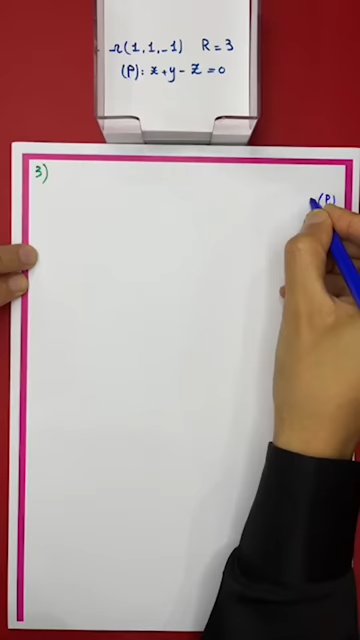 Ω(1,1,-1) R=3
(P): x+y-z=0
3)
(P)